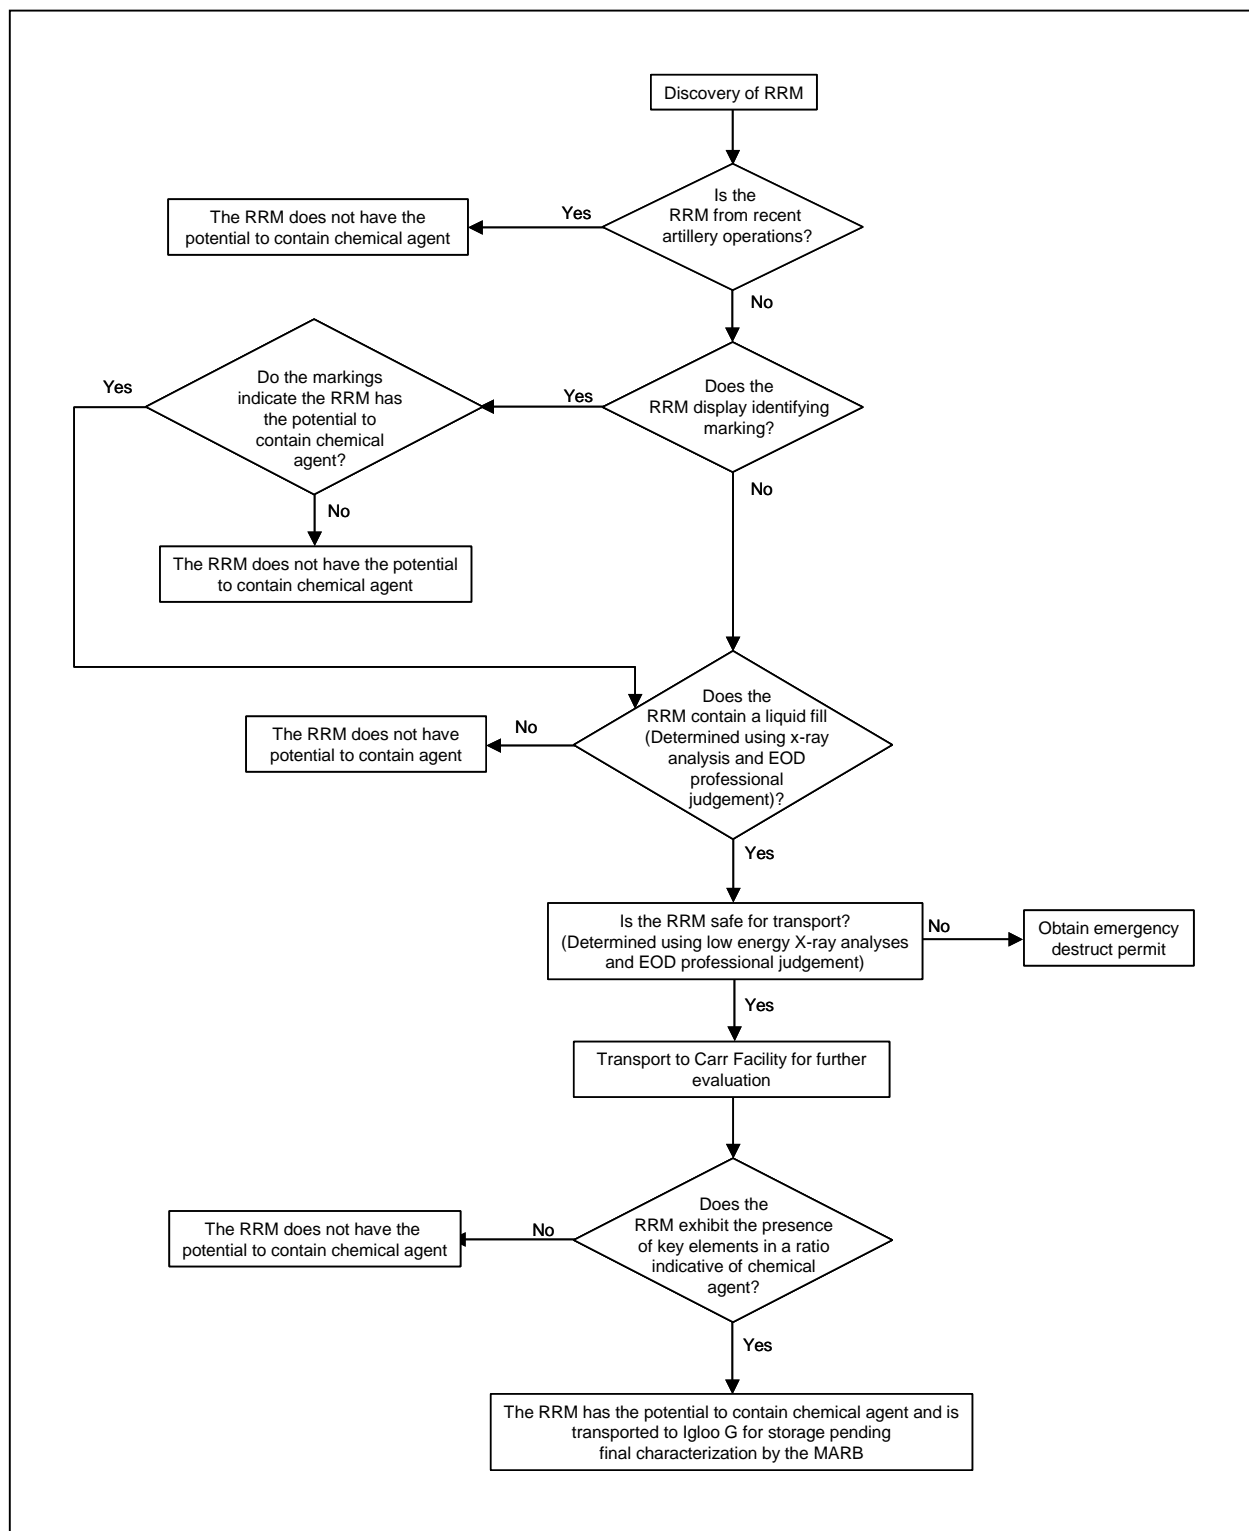 Discovery of RRM
Is the
RRM from recent
artillery operations?
Yes
The RRM does not have the
potential to contain chemical agent
No
Does the
RRM display identifying
marking?
Yes
Do the markings
indicate the RRM has
the potential to
contain chemical
agent?
Yes
No
The RRM does not have the potential
to contain chemical agent
No
Does the
RRM contain a liquid fill
(Determined using x-ray
analysis and EOD
professional
judgement)?
No
The RRM does not have
potential to contain agent
Yes
Is the RRM safe for transport?
(Determined using low energy X-ray analyses
and EOD professional judgement)
No
Obtain emergency
destruct permit
Yes
Transport to Carr Facility for further
evaluation
Does the
RRM exhibit the presence
of key elements in a ratio
indicative of chemical
agent?
No
The RRM does not have the
potential to contain chemical agent
Yes
The RRM has the potential to contain chemical agent and is
transported to Igloo G for storage pending
final characterization by the MARB